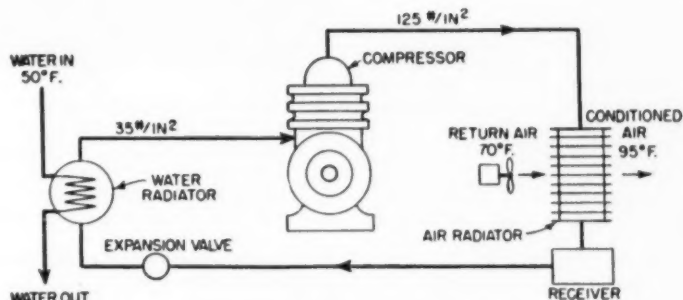 125 #/IN²
WATER IN
50°F.
COMPRESSOR
35#/IN²
RETURN AIR
70°F.
CONDITIONED
AIR
95°F.
WATER
RADIATOR
AIR RADIATOR
EXPANSION VALVE
WATER OUT
RECEIVER